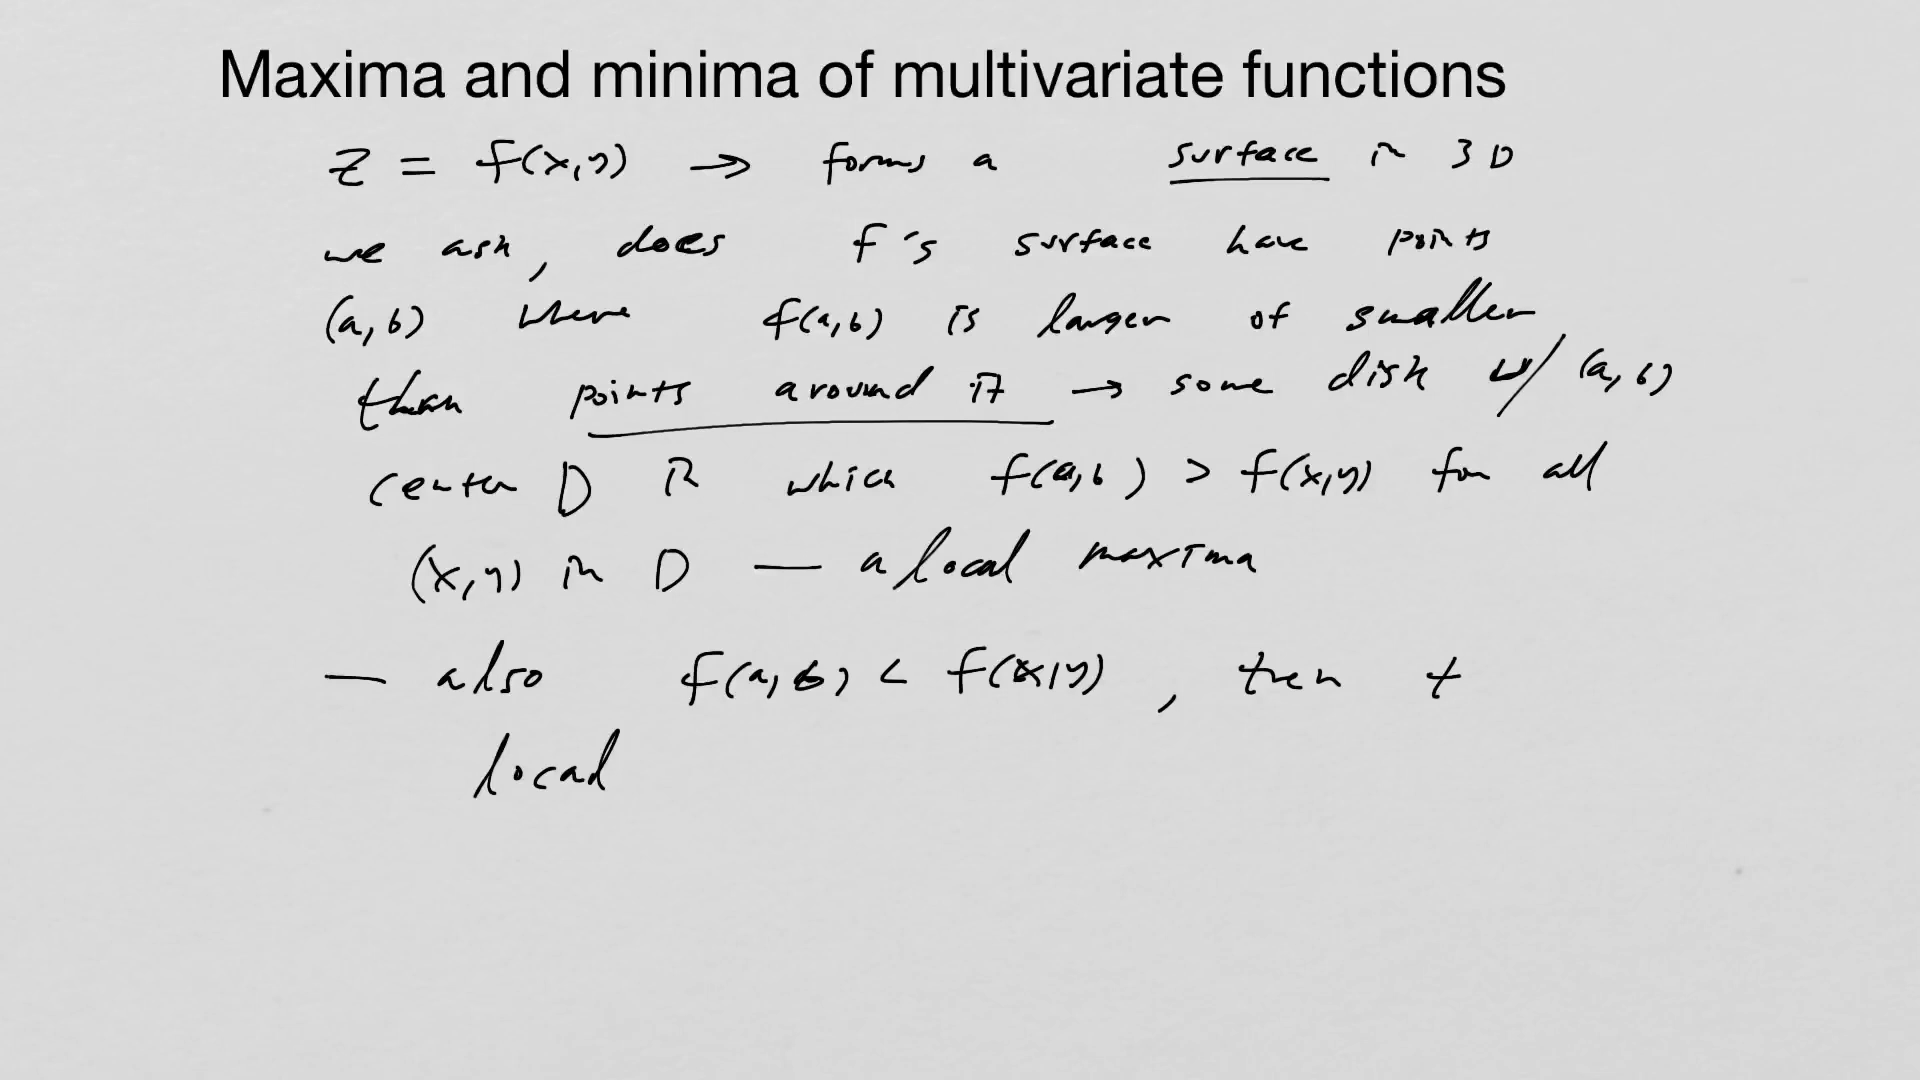 Maxima and minima of multivariate functions
z = f(x,y) → forms a surface in 3D
we ask, does f's surface have points
(a,b) where f(a,b) is larger of smaller
than points around it → some disk w/ (a,b)
center D in which f(a,b) > f(x,y) for all
(x,y) in D — a local maxima
— also f(a,b) < f(x,y), then t
local